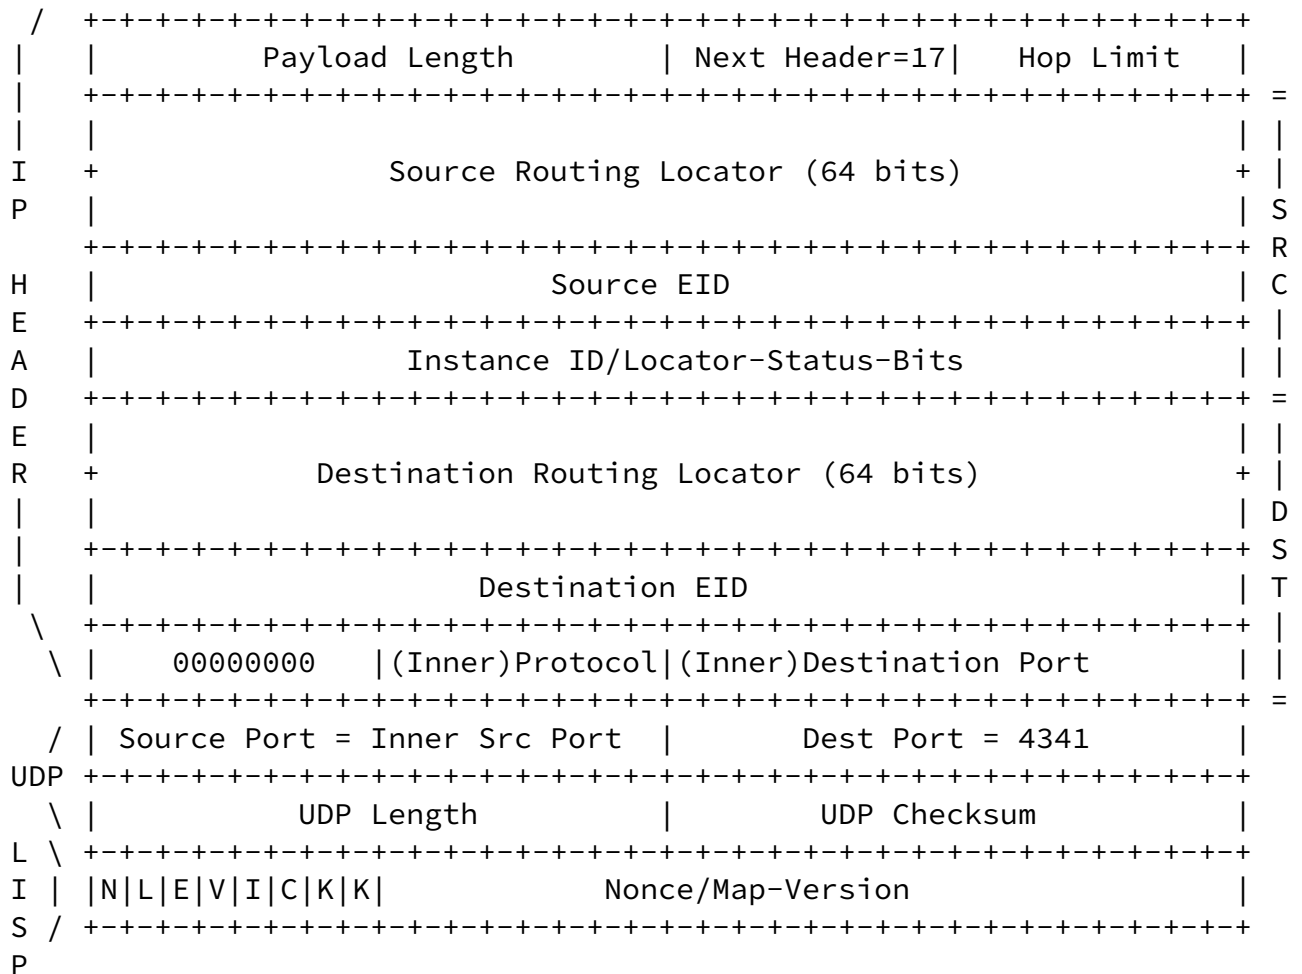 /  +-+-+-+-+-+-+-+-+-+-+-+-+-+-+-+-+-+-+-+-+-+-+-+-+-+-+-+-+-+-+-+-+
 |   |         Payload Length        | Next Header=17|   Hop Limit   |
 |   +-+-+-+-+-+-+-+-+-+-+-+-+-+-+-+-+-+-+-+-+-+-+-+-+-+-+-+-+-+-+-+-+ =
 |   |                                                               | |
 I   +                Source Routing Locator (64 bits)               + |
 P   |                                                               | S
     +-+-+-+-+-+-+-+-+-+-+-+-+-+-+-+-+-+-+-+-+-+-+-+-+-+-+-+-+-+-+-+-+ R
 H   |                         Source EID                            | C
 E   +-+-+-+-+-+-+-+-+-+-+-+-+-+-+-+-+-+-+-+-+-+-+-+-+-+-+-+-+-+-+-+-+ |
 A   |                 Instance ID/Locator-Status-Bits               | |
 D   +-+-+-+-+-+-+-+-+-+-+-+-+-+-+-+-+-+-+-+-+-+-+-+-+-+-+-+-+-+-+-+-+ =
 E   |                                                               | |
 R   +            Destination Routing Locator (64 bits)              + |
 |   |                                                               | D
 |   +-+-+-+-+-+-+-+-+-+-+-+-+-+-+-+-+-+-+-+-+-+-+-+-+-+-+-+-+-+-+-+-+ S
 |   |                     Destination EID                           | T
  \  +-+-+-+-+-+-+-+-+-+-+-+-+-+-+-+-+-+-+-+-+-+-+-+-+-+-+-+-+-+-+-+-+ |
   \ |    00000000   |(Inner)Protocol|(Inner)Destination Port        | |
     +-+-+-+-+-+-+-+-+-+-+-+-+-+-+-+-+-+-+-+-+-+-+-+-+-+-+-+-+-+-+-+-+ =
   / | Source Port = Inner Src Port  |       Dest Port = 4341        |
 UDP +-+-+-+-+-+-+-+-+-+-+-+-+-+-+-+-+-+-+-+-+-+-+-+-+-+-+-+-+-+-+-+-+
   \ |           UDP Length          |        UDP Checksum           |
 L \ +-+-+-+-+-+-+-+-+-+-+-+-+-+-+-+-+-+-+-+-+-+-+-+-+-+-+-+-+-+-+-+-+
 I | |N|L|E|V|I|C|K|K|            Nonce/Map-Version                  |
 S / +-+-+-+-+-+-+-+-+-+-+-+-+-+-+-+-+-+-+-+-+-+-+-+-+-+-+-+-+-+-+-+-+
 P